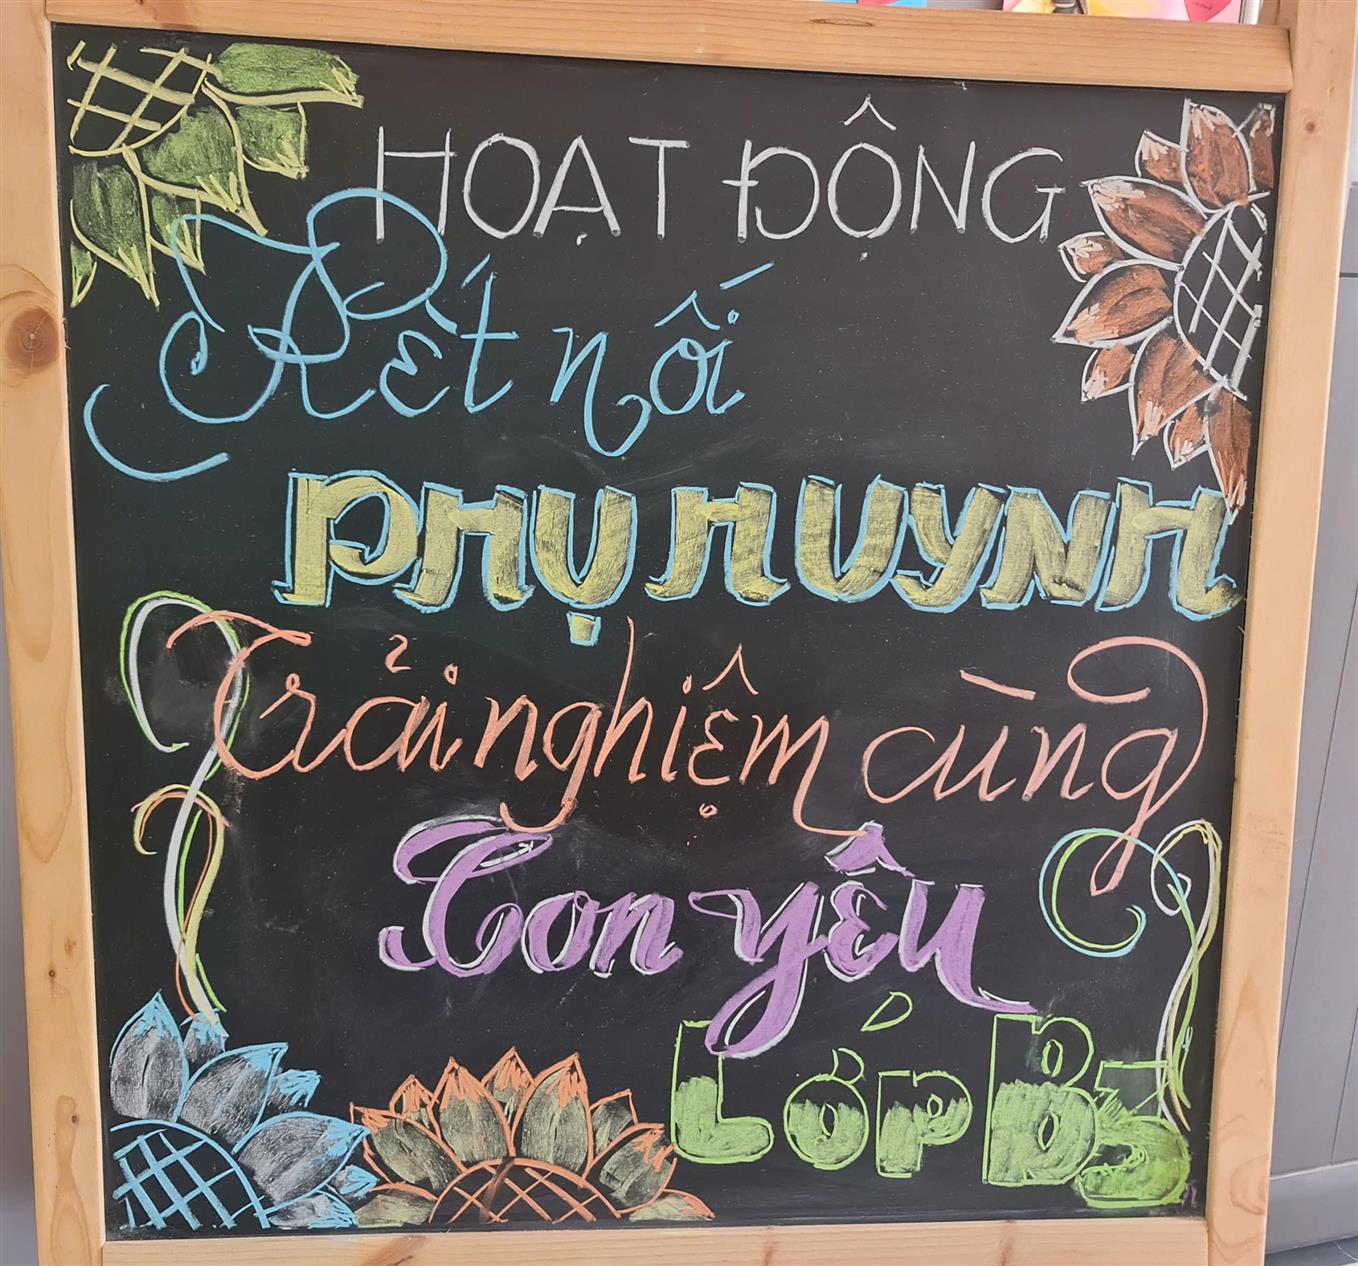 HOẠT ĐỘNG
Kết nối
PHỤ HUYNH
Trải nghiệm cùng
Con yêu
Lớp B5